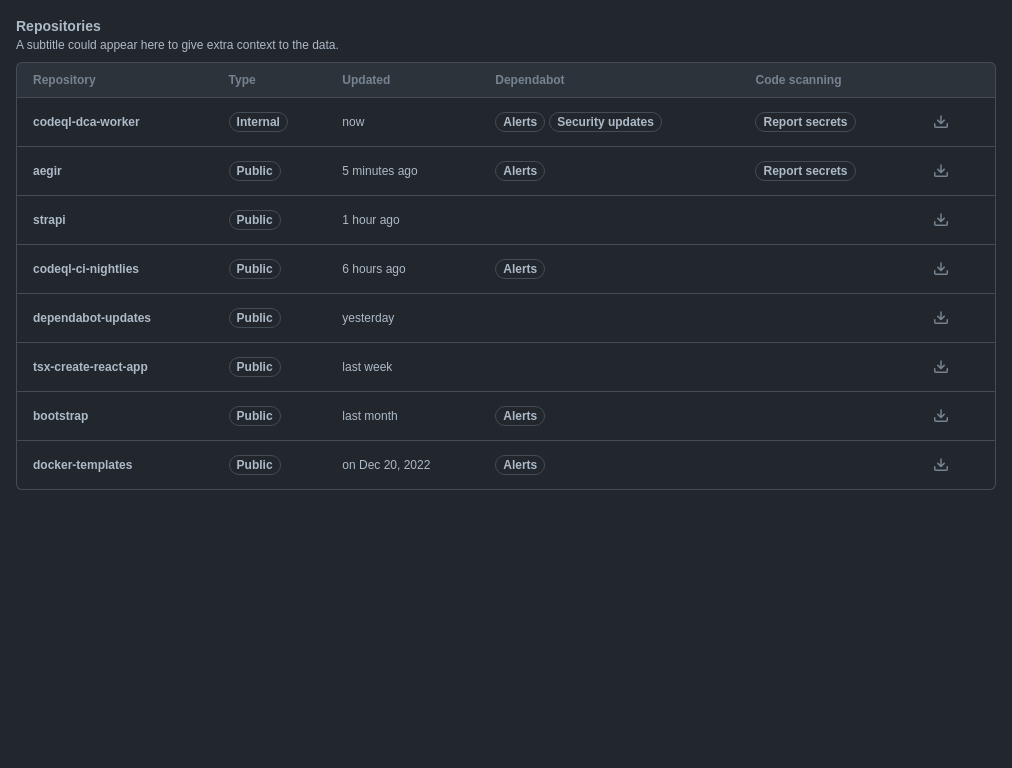 Repositories
A subtitle could appear here to give extra context to the data.
Repository Type Updated Dependabot Code scanning
codeql-dca-worker Internal now Alerts Security updates Report secrets
aegir Public 5 minutes ago Alerts Report secrets
strapi Public 1 hour ago
codeql-ci-nightlies Public 6 hours ago Alerts
dependabot-updates Public yesterday
tsx-create-react-app Public last week
bootstrap Public last month Alerts
docker-templates Public on Dec 20, 2022 Alerts